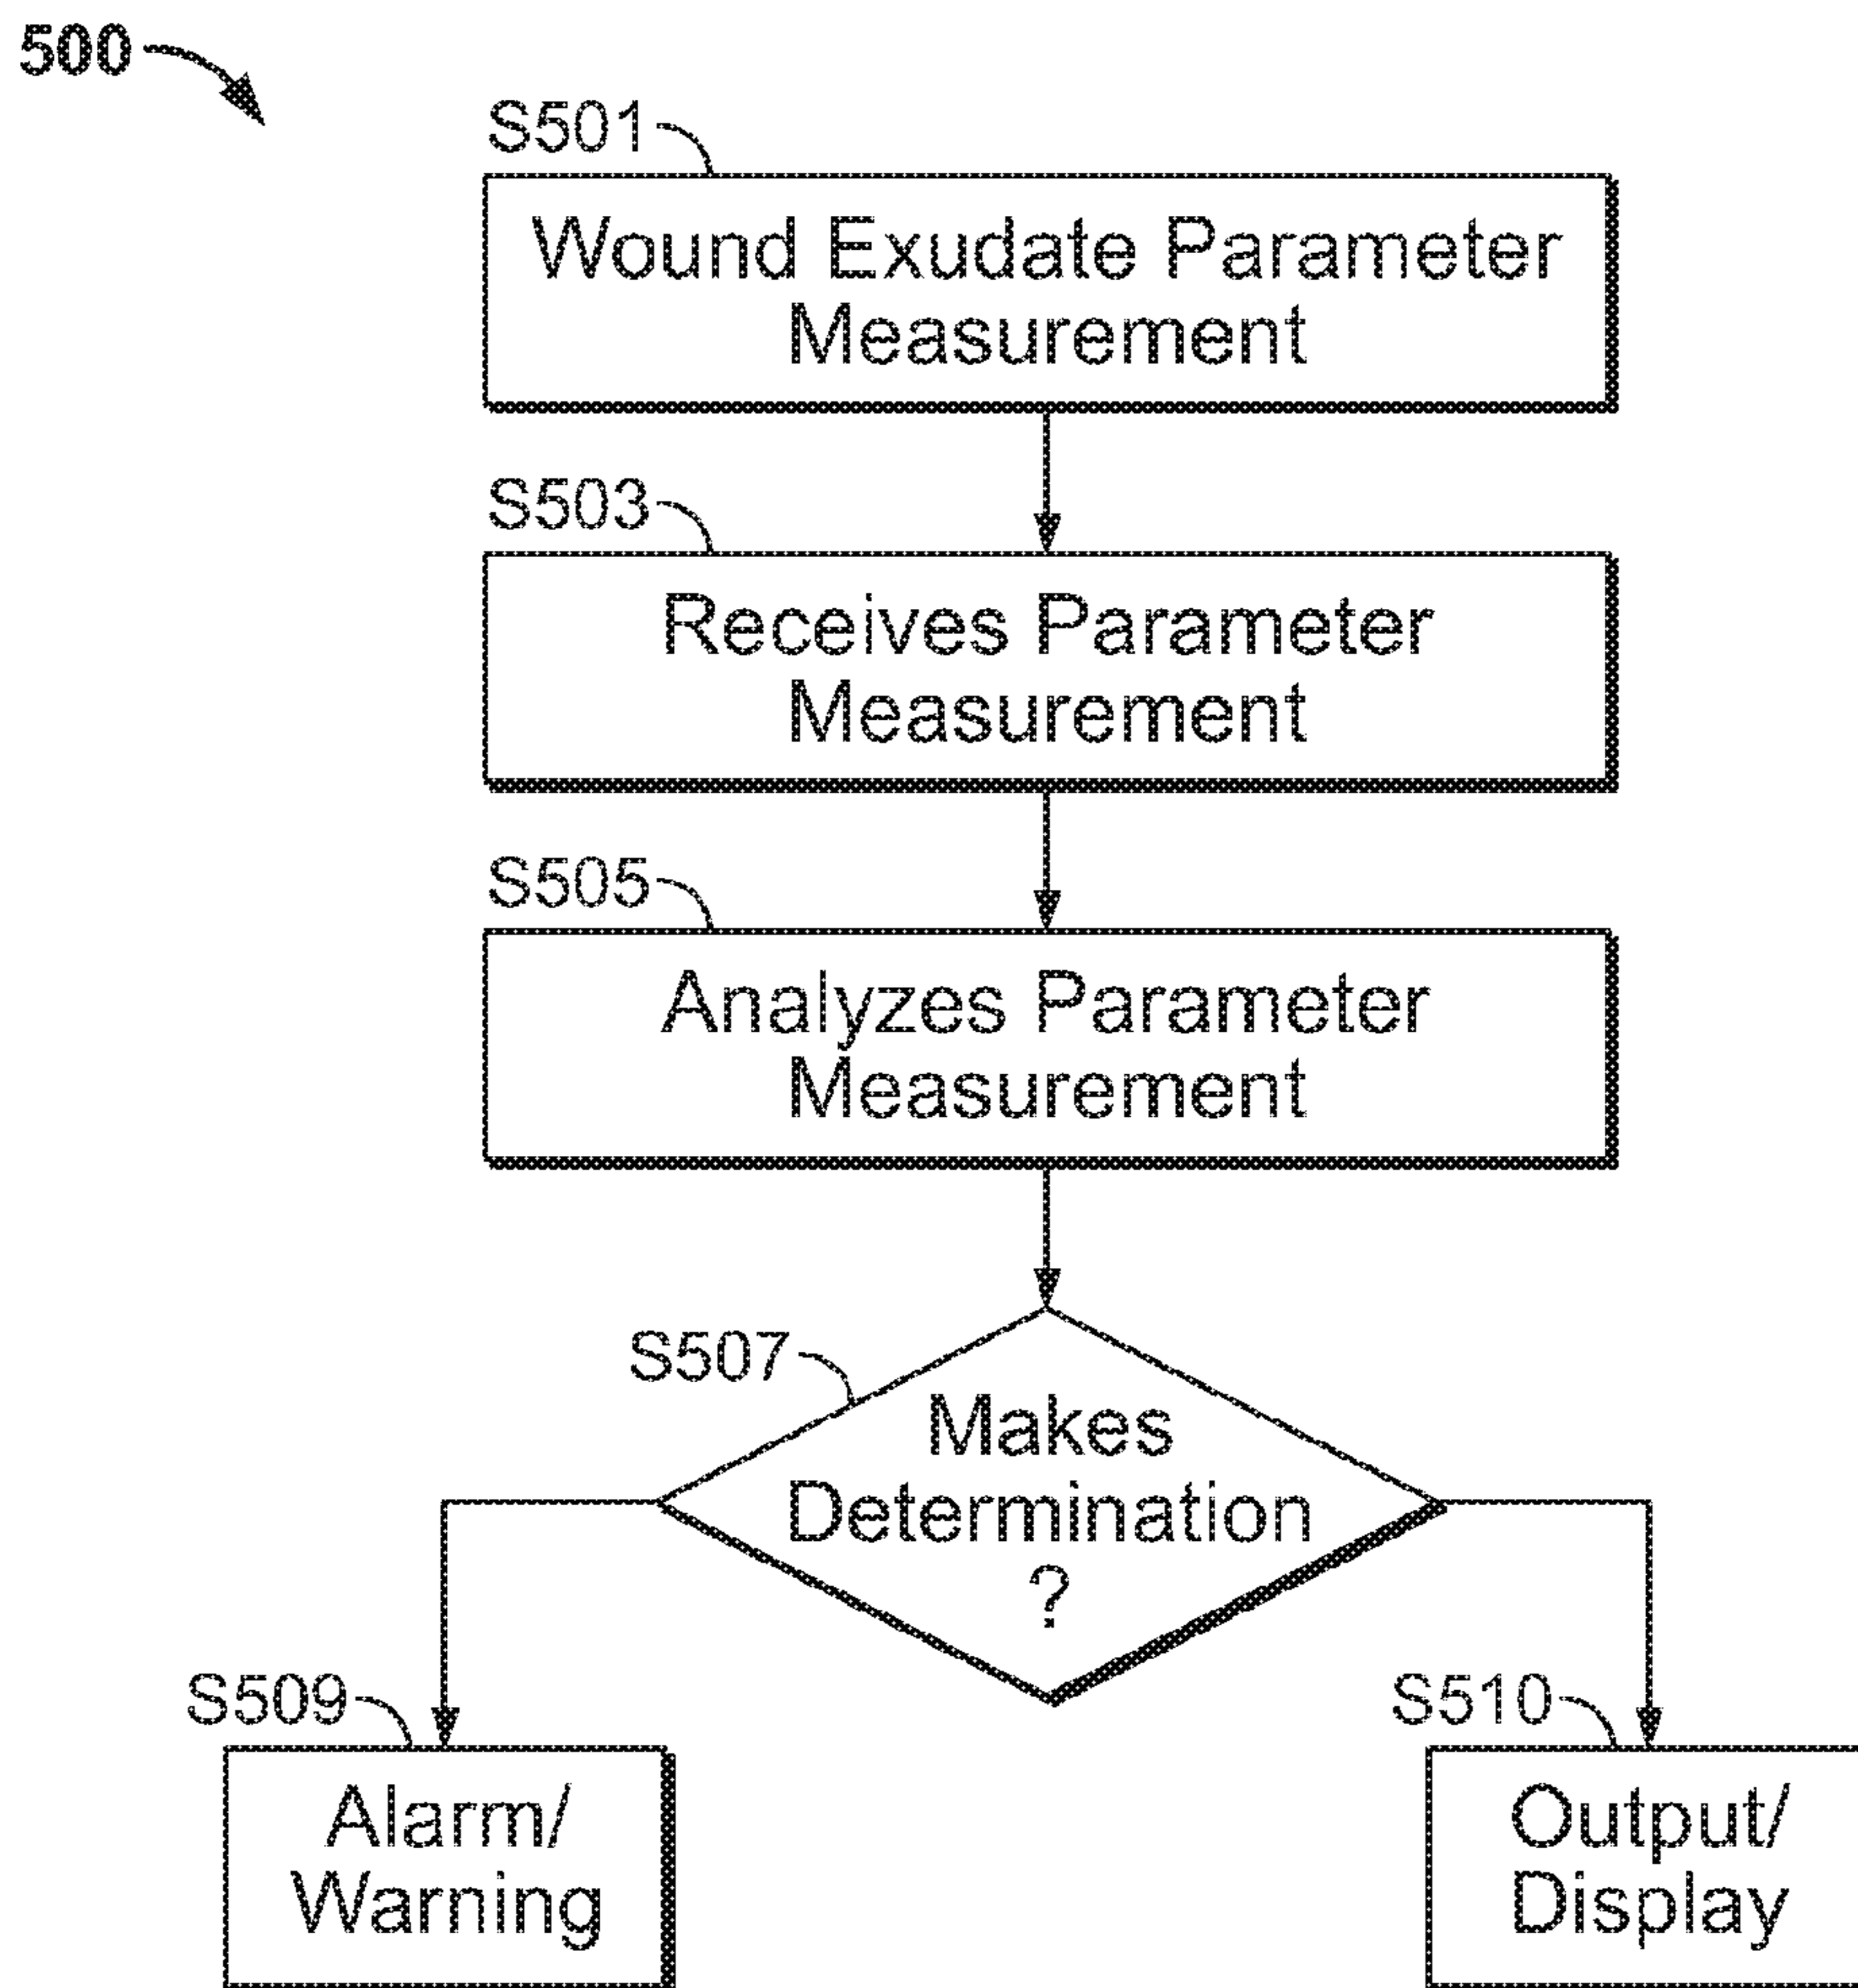 500
S501
Wound Exudate Parameter
Measurement
S503
Receives Parameter
Measurement
S505
Analyzes Parameter
Measurement
S507
Makes
Determination
?
S509
Alarm/
Warning
S510
Output/
Display